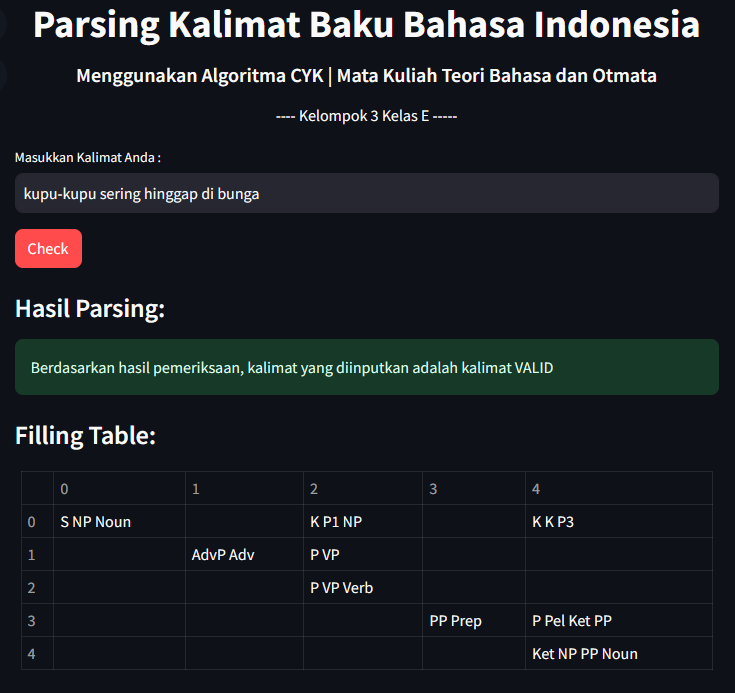 Parsing Kalimat Baku Bahasa Indonesia
Menggunakan Algoritma CYK | Mata Kuliah Teori Bahasa dan Otmata
---- Kelompok 3 Kelas E -----
Masukkan Kalimat Anda :
kupu-kupu sering hinggap di bunga
Check
Hasil Parsing:
Berdasarkan hasil pemeriksaan, kalimat yang diinputkan adalah kalimat VALID
Filling Table:
0 1 2 3 4
0 S NP Noun K P1 NP K K P3
1 AdvP Adv P VP
2 P VP Verb
3 PP Prep P Pel Ket PP
4 Ket NP PP Noun